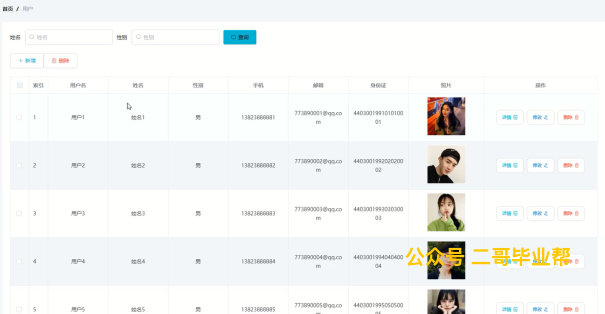 首页 / 用户
姓名 姓名 性别 性别 查询
新增 删除
索引 用户名 姓名 性别 手机 邮箱 身份证 照片 操作
1 用户1 姓名1 男 13823888881 773890001@qq.com 440300199101010001 详情 修改 删除
2 用户2 姓名2 男 13823888882 773890002@qq.com 440300199202020002 详情 修改 删除
3 用户3 姓名3 男 13823888883 773890003@qq.com 440300199303030003 详情 修改 删除
4 用户4 姓名4 男 13823888884 773890004@qq.com 440300199404040004
公众号 二哥毕业帮
5 用户5 姓名5 男 13823888885 773890005@qq.com 440300199505050005 详情 修改 删除